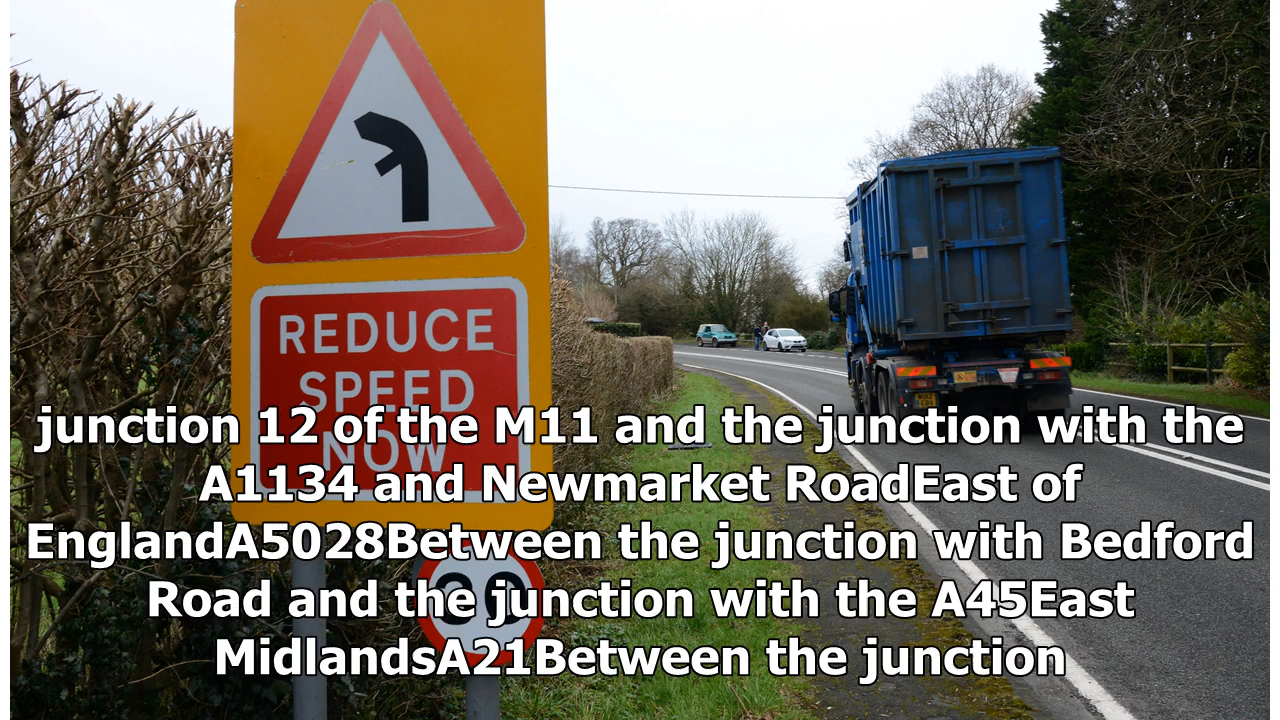 REDUCE
SPEED
NOW
junction 12 of the M11 and the junction with the
A1134 and Newmarket RoadEast of
EnglandA5028Between the junction with Bedford
Road and the junction with the A45East
MidlandsA21Between the junction